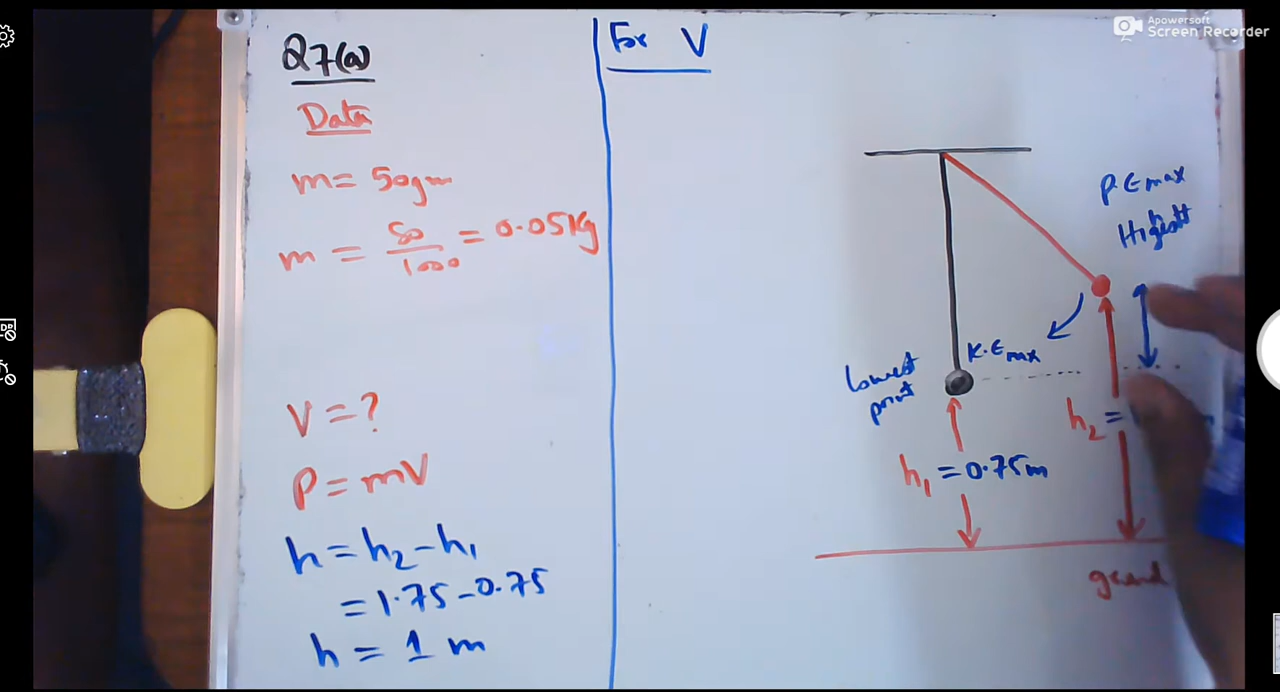 Apowersoft
Screen Recorder
Q7(a)
Data
m = 50gm
m = 50/1000 = 0.05Kg
V = ?
P = mV
h = h₂ - h₁
= 1.75 - 0.75
h = 1 m
For V
P.E max
Highest
K.E max
Lowest
point
h₂ =
h₁ = 0.75m